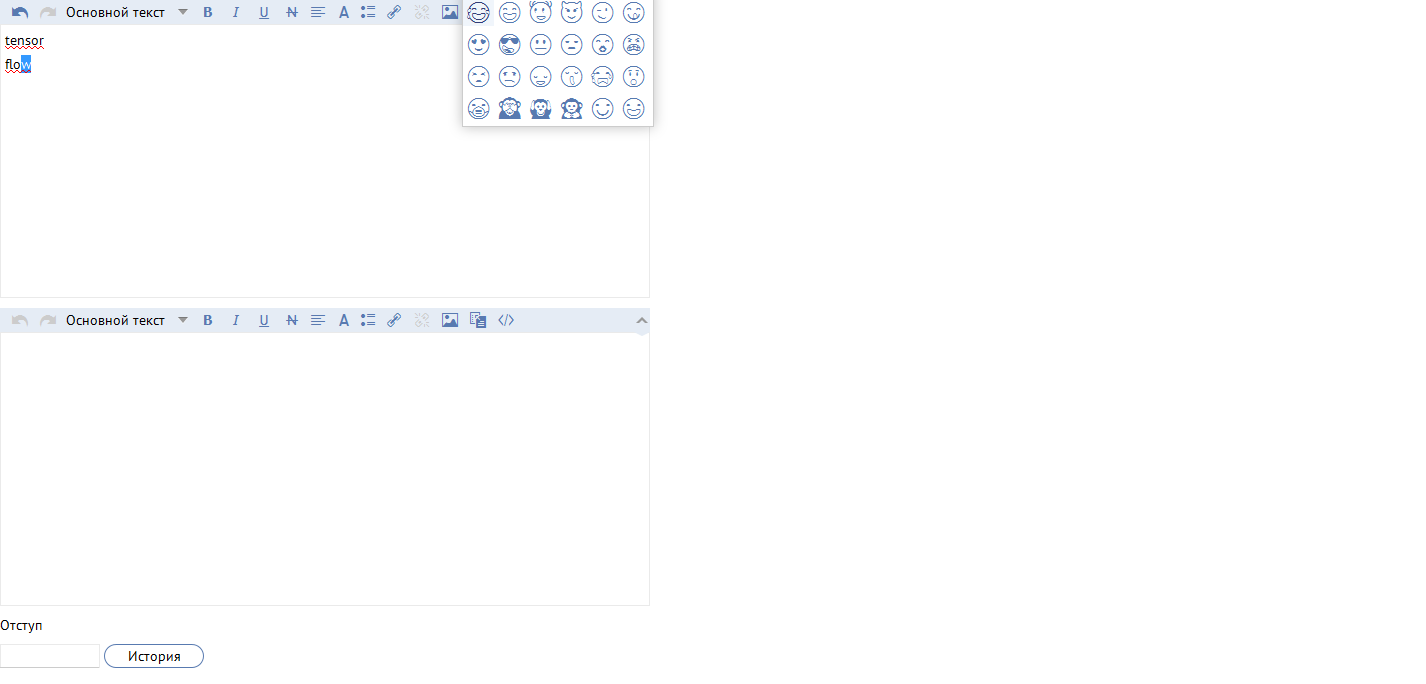 Основной текст B I U N A
tensor
flow
Основной текст B I U N A </>
Отступ
История